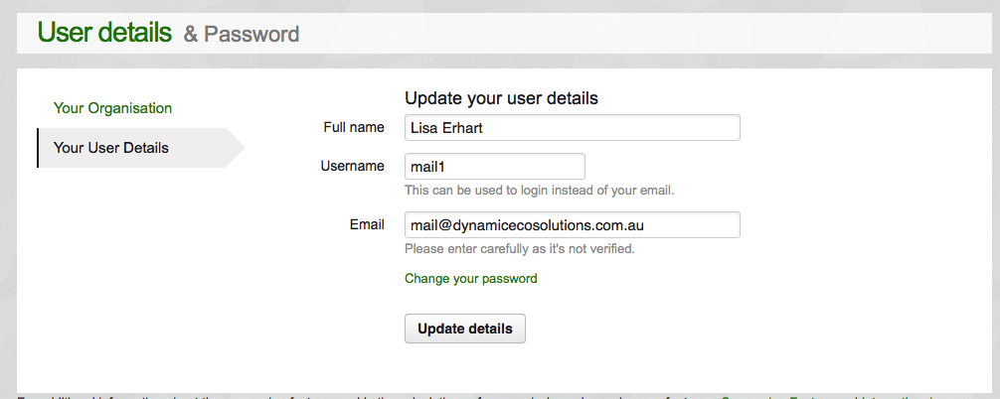 User details & Password
Your Organisation
Your User Details
Update your user details
Full name Lisa Erhart
Username mail1
This can be used to login instead of your email.
Email mail@dynamicecosolutions.com.au
Please enter carefully as it's not verified.
Change your password
Update details